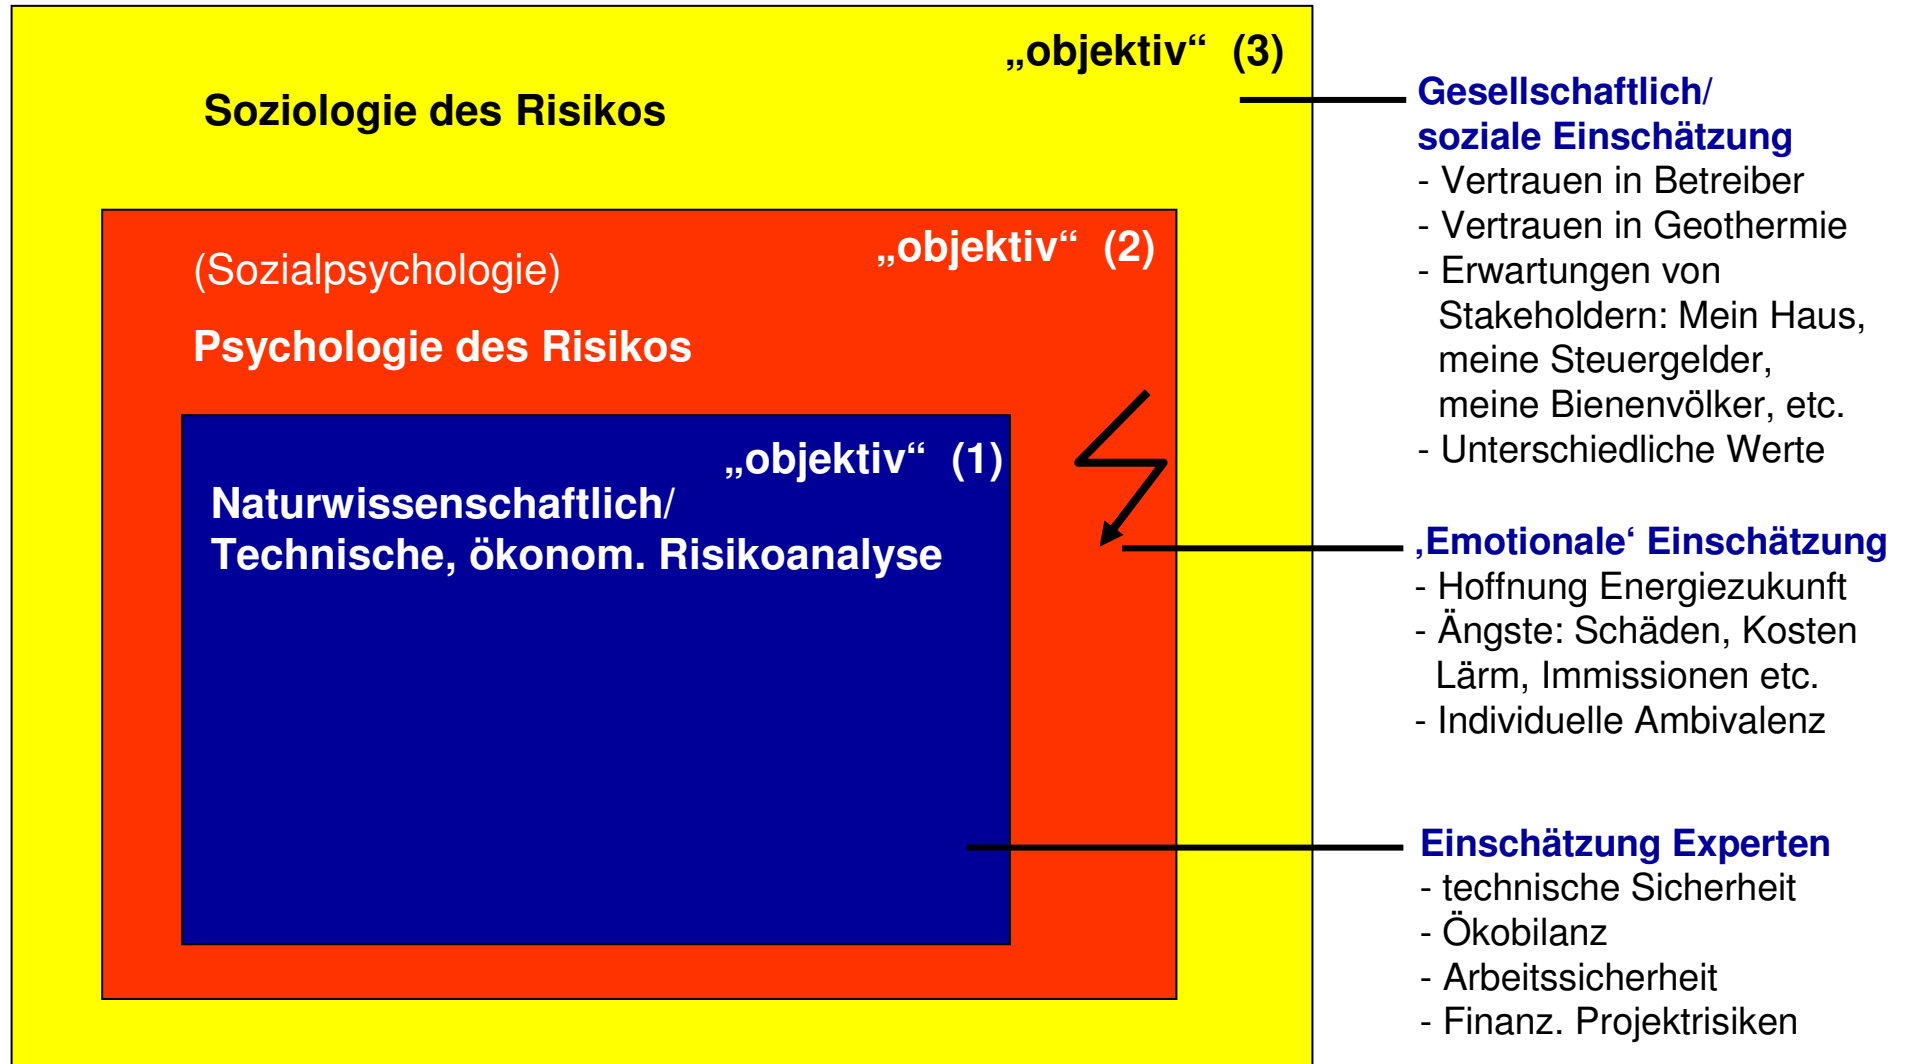 „objektiv“ (3)
Soziologie des Risikos
„objektiv“ (2)
(Sozialpsychologie)
Psychologie des Risikos
„objektiv“ (1)
Naturwissenschaftlich/
Technische, ökonom. Risikoanalyse
Gesellschaftlich/
soziale Einschätzung
- Vertrauen in Betreiber
- Vertrauen in Geothermie
- Erwartungen von
Stakeholdern: Mein Haus,
meine Steuergelder,
meine Bienenvölker, etc.
- Unterschiedliche Werte
‚Emotionale‘ Einschätzung
- Hoffnung Energiezukunft
- Ängste: Schäden, Kosten
Lärm, Immissionen etc.
- Individuelle Ambivalenz
Einschätzung Experten
- technische Sicherheit
- Ökobilanz
- Arbeitssicherheit
- Finanz. Projektrisiken